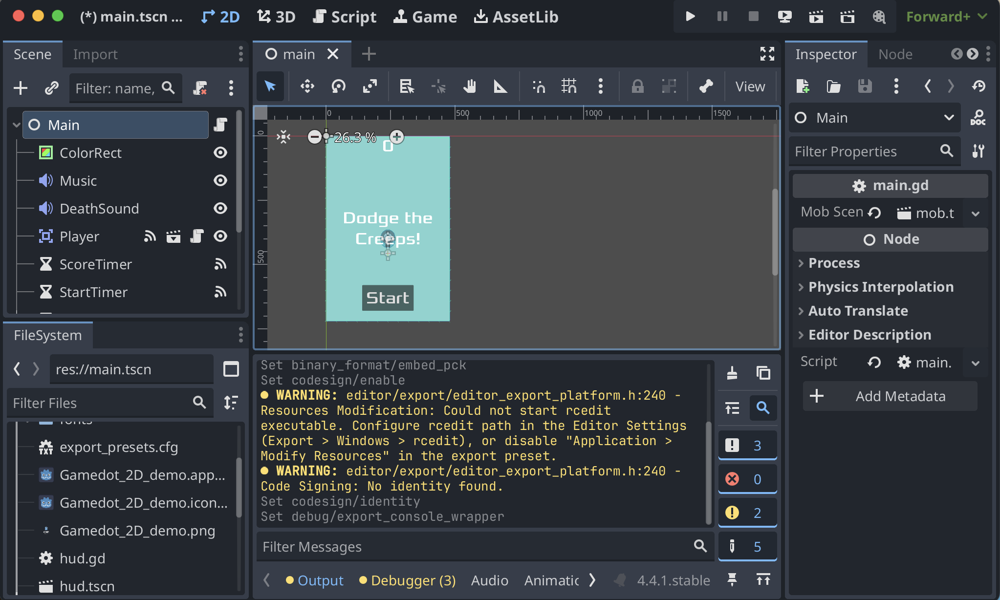 (*) main.tscn ...
2D
3D
Script
Game
AssetLib
Forward+
Scene
Import
Filter: name,
Main
ColorRect
Music
DeathSound
Player
ScoreTimer
StartTimer
FileSystem
res://main.tscn
Filter Files
fonts
export_presets.cfg
Gamedot_2D_demo.app...
Gamedot_2D_demo.icon...
Gamedot_2D_demo.png
hud.gd
hud.tscn
main
View
0
500
1000
1500
0
500
26.3 %
0
Dodge the
Creeps!
Start
Set binary_format/embed_pck
Set codesign/enable
WARNING: editor/export/editor_export_platform.h:240 -
Resources Modification: Could not start rcedit
executable. Configure rcedit path in the Editor Settings
(Export > Windows > rcedit), or disable "Application >
Modify Resources" in the export preset.
WARNING: editor/export/editor_export_platform.h:240 -
Code Signing: No identity found.
Set codesign/identity
Set debug/export_console_wrapper
3
0
2
5
Filter Messages
Output
Debugger (3)
Audio
Animatic
4.4.1.stable
Inspector
Node
Main
DOC
Filter Properties
main.gd
Mob Scen
mob.t
Node
Process
Physics Interpolation
Auto Translate
Editor Description
Script
main.
Add Metadata